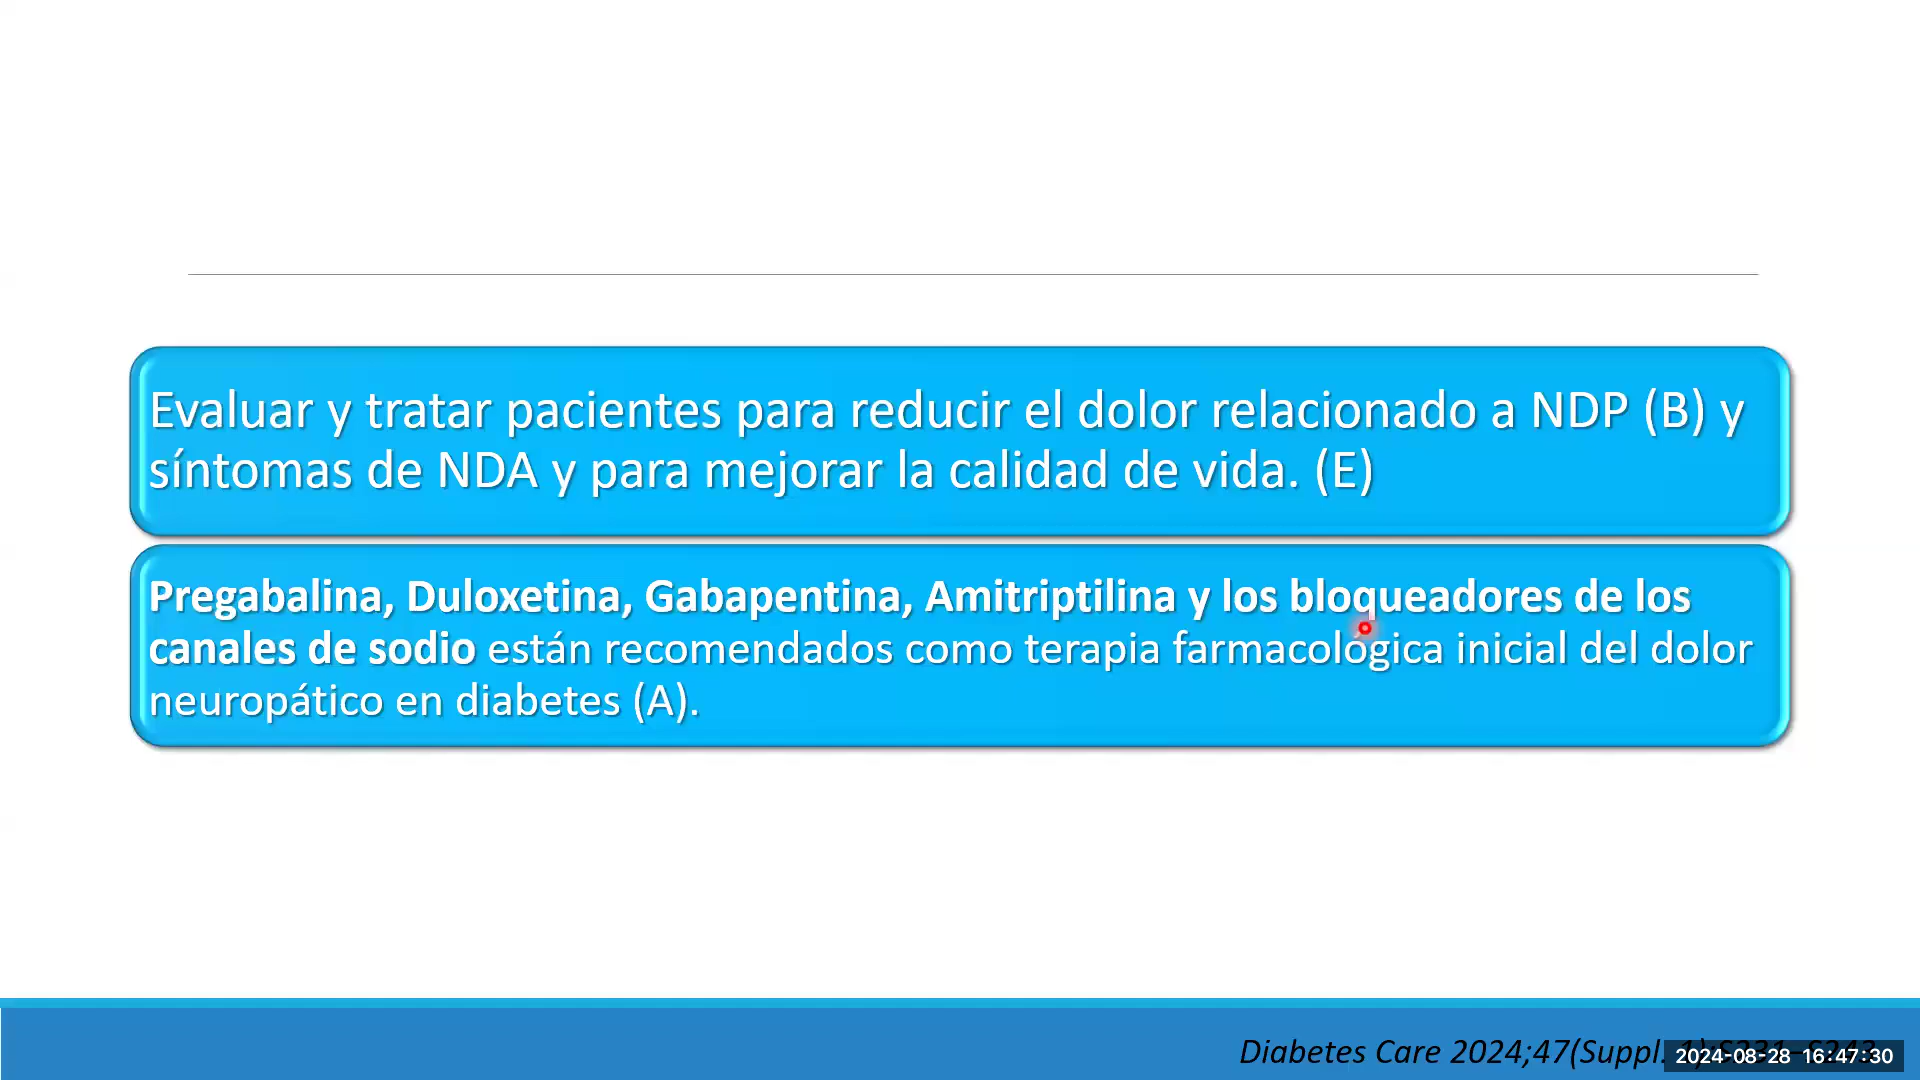 Evaluar y tratar pacientes para reducir el dolor relacionado a NDP (B) y
síntomas de NDA y para mejorar la calidad de vida. (E)
Pregabalina, Duloxetina, Gabapentina, Amitriptilina y los bloqueadores de los
canales de sodio están recomendados como terapia farmacológica inicial del dolor
neuropático en diabetes (A).
Diabetes Care 2024;47(Suppl.
2024-08-28 16:47:30